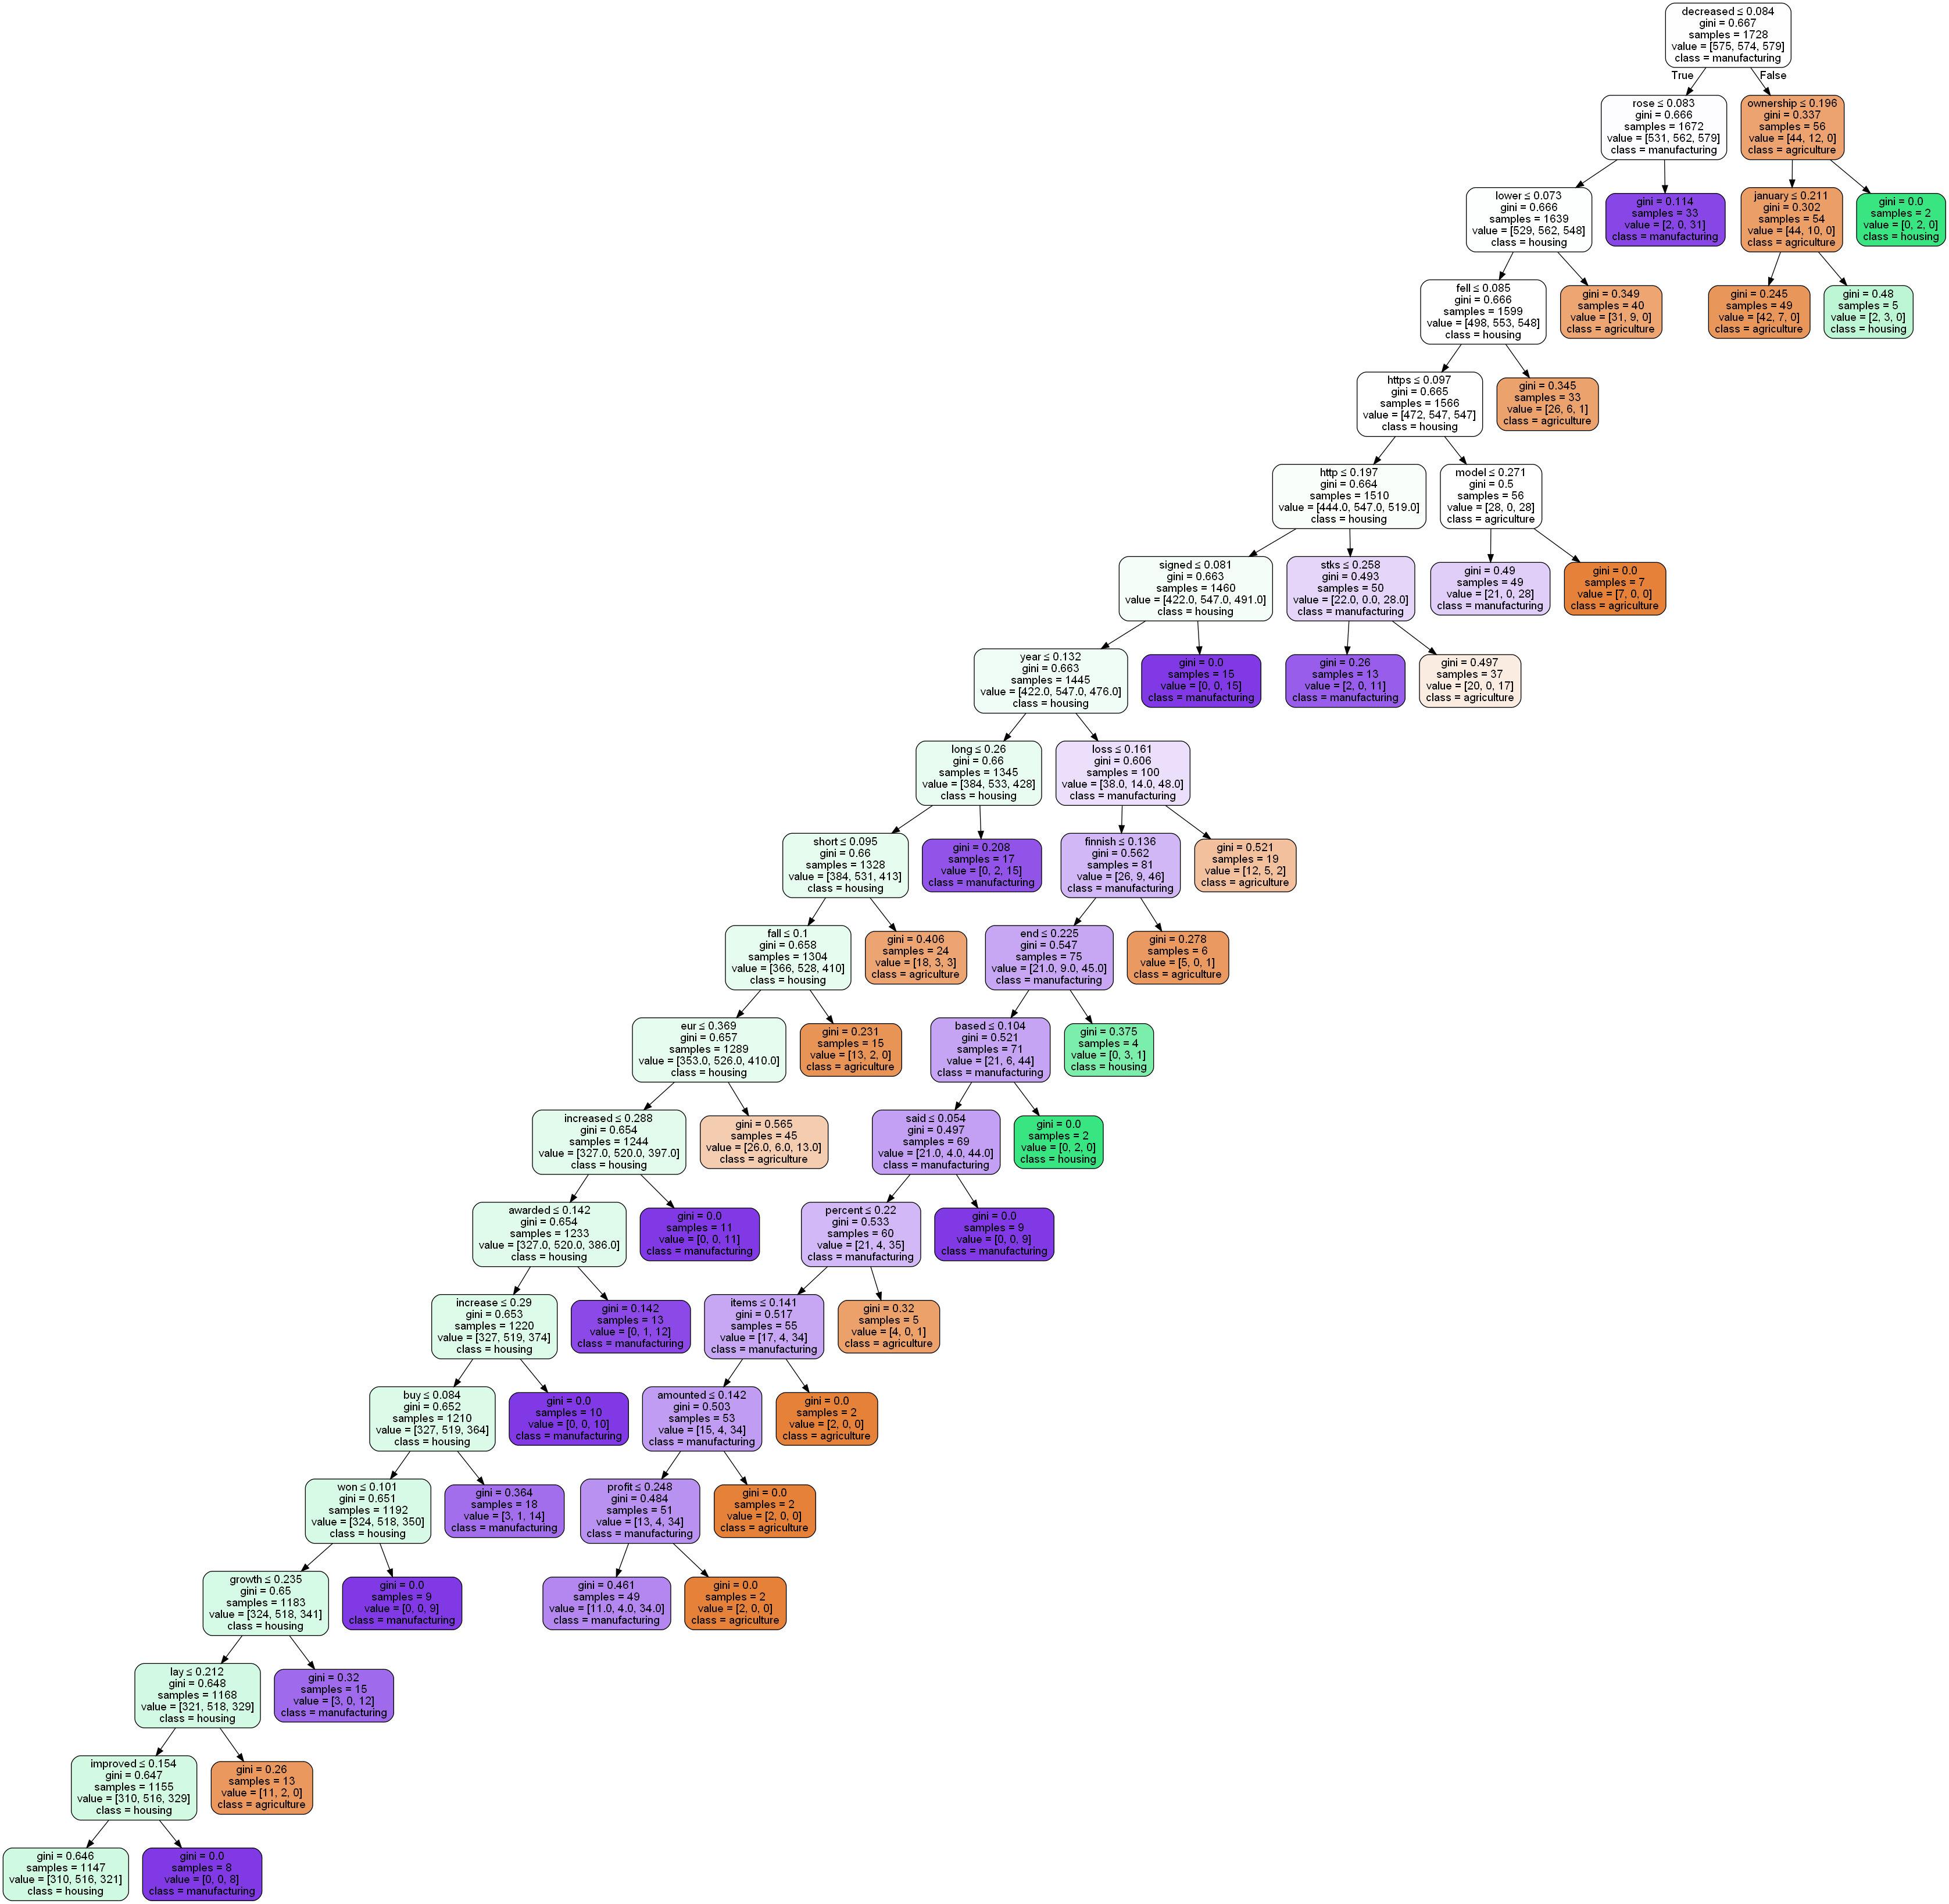 decreased ≤ 0.084
gini = 0.667
samples = 1728
value = [575, 574, 579]
class = manufacturing
True
False
rose ≤ 0.083
gini = 0.666
samples = 1672
value = [531, 562, 579]
class = manufacturing
ownership ≤ 0.196
gini = 0.337
samples = 56
value = [44, 12, 0]
class = agriculture
lower ≤ 0.073
gini = 0.666
samples = 1639
value = [529, 562, 548]
class = housing
gini = 0.114
samples = 33
value = [2, 0, 31]
class = manufacturing
january ≤ 0.211
gini = 0.302
samples = 54
value = [44, 10, 0]
class = agriculture
gini = 0.0
samples = 2
value = [0, 2, 0]
class = housing
fell ≤ 0.085
gini = 0.666
samples = 1599
value = [498, 553, 548]
class = housing
gini = 0.349
samples = 40
value = [31, 9, 0]
class = agriculture
gini = 0.245
samples = 49
value = [42, 7, 0]
class = agriculture
gini = 0.48
samples = 5
value = [2, 3, 0]
class = housing
https ≤ 0.097
gini = 0.665
samples = 1566
value = [472, 547, 547]
class = housing
gini = 0.345
samples = 33
value = [26, 6, 1]
class = agriculture
http ≤ 0.197
gini = 0.664
samples = 1510
value = [444.0, 547.0, 519.0]
class = housing
model ≤ 0.271
gini = 0.5
samples = 56
value = [28, 0, 28]
class = agriculture
signed ≤ 0.081
gini = 0.663
samples = 1460
value = [422.0, 547.0, 491.0]
class = housing
stks ≤ 0.258
gini = 0.493
samples = 50
value = [22.0, 0.0, 28.0]
class = manufacturing
gini = 0.49
samples = 49
value = [21, 0, 28]
class = manufacturing
gini = 0.0
samples = 7
value = [7, 0, 0]
class = agriculture
year ≤ 0.132
gini = 0.663
samples = 1445
value = [422.0, 547.0, 476.0]
class = housing
gini = 0.0
samples = 15
value = [0, 0, 15]
class = manufacturing
gini = 0.26
samples = 13
value = [2, 0, 11]
class = manufacturing
gini = 0.497
samples = 37
value = [20, 0, 17]
class = agriculture
long ≤ 0.26
gini = 0.66
samples = 1345
value = [384, 533, 428]
class = housing
loss ≤ 0.161
gini = 0.606
samples = 100
value = [38.0, 14.0, 48.0]
class = manufacturing
short ≤ 0.095
gini = 0.66
samples = 1328
value = [384, 531, 413]
class = housing
gini = 0.208
samples = 17
value = [0, 2, 15]
class = manufacturing
finnish ≤ 0.136
gini = 0.562
samples = 81
value = [26, 9, 46]
class = manufacturing
gini = 0.521
samples = 19
value = [12, 5, 2]
class = agriculture
fall ≤ 0.1
gini = 0.658
samples = 1304
value = [366, 528, 410]
class = housing
gini = 0.406
samples = 24
value = [18, 3, 3]
class = agriculture
end ≤ 0.225
gini = 0.547
samples = 75
value = [21.0, 9.0, 45.0]
class = manufacturing
gini = 0.278
samples = 6
value = [5, 0, 1]
class = agriculture
eur ≤ 0.369
gini = 0.657
samples = 1289
value = [353.0, 526.0, 410.0]
class = housing
gini = 0.231
samples = 15
value = [13, 2, 0]
class = agriculture
based ≤ 0.104
gini = 0.521
samples = 71
value = [21, 6, 44]
class = manufacturing
gini = 0.375
samples = 4
value = [0, 3, 1]
class = housing
increased ≤ 0.288
gini = 0.654
samples = 1244
value = [327.0, 520.0, 397.0]
class = housing
gini = 0.565
samples = 45
value = [26.0, 6.0, 13.0]
class = agriculture
said ≤ 0.054
gini = 0.497
samples = 69
value = [21.0, 4.0, 44.0]
class = manufacturing
gini = 0.0
samples = 2
value = [0, 2, 0]
class = housing
awarded ≤ 0.142
gini = 0.654
samples = 1233
value = [327.0, 520.0, 386.0]
class = housing
gini = 0.0
samples = 11
value = [0, 0, 11]
class = manufacturing
percent ≤ 0.22
gini = 0.533
samples = 60
value = [21, 4, 35]
class = manufacturing
gini = 0.0
samples = 9
value = [0, 0, 9]
class = manufacturing
increase ≤ 0.29
gini = 0.653
samples = 1220
value = [327, 519, 374]
class = housing
gini = 0.142
samples = 13
value = [0, 1, 12]
class = manufacturing
items ≤ 0.141
gini = 0.517
samples = 55
value = [17, 4, 34]
class = manufacturing
gini = 0.32
samples = 5
value = [4, 0, 1]
class = agriculture
buy ≤ 0.084
gini = 0.652
samples = 1210
value = [327, 519, 364]
class = housing
gini = 0.0
samples = 10
value = [0, 0, 10]
class = manufacturing
amounted ≤ 0.142
gini = 0.503
samples = 53
value = [15, 4, 34]
class = manufacturing
gini = 0.0
samples = 2
value = [2, 0, 0]
class = agriculture
won ≤ 0.101
gini = 0.651
samples = 1192
value = [324, 518, 350]
class = housing
gini = 0.364
samples = 18
value = [3, 1, 14]
class = manufacturing
profit ≤ 0.248
gini = 0.484
samples = 51
value = [13, 4, 34]
class = manufacturing
gini = 0.0
samples = 2
value = [2, 0, 0]
class = agriculture
growth ≤ 0.235
gini = 0.65
samples = 1183
value = [324, 518, 341]
class = housing
gini = 0.0
samples = 9
value = [0, 0, 9]
class = manufacturing
gini = 0.461
samples = 49
value = [11.0, 4.0, 34.0]
class = manufacturing
gini = 0.0
samples = 2
value = [2, 0, 0]
class = agriculture
lay ≤ 0.212
gini = 0.648
samples = 1168
value = [321, 518, 329]
class = housing
gini = 0.32
samples = 15
value = [3, 0, 12]
class = manufacturing
improved ≤ 0.154
gini = 0.647
samples = 1155
value = [310, 516, 329]
class = housing
gini = 0.26
samples = 13
value = [11, 2, 0]
class = agriculture
gini = 0.646
samples = 1147
value = [310, 516, 321]
class = housing
gini = 0.0
samples = 8
value = [0, 0, 8]
class = manufacturing